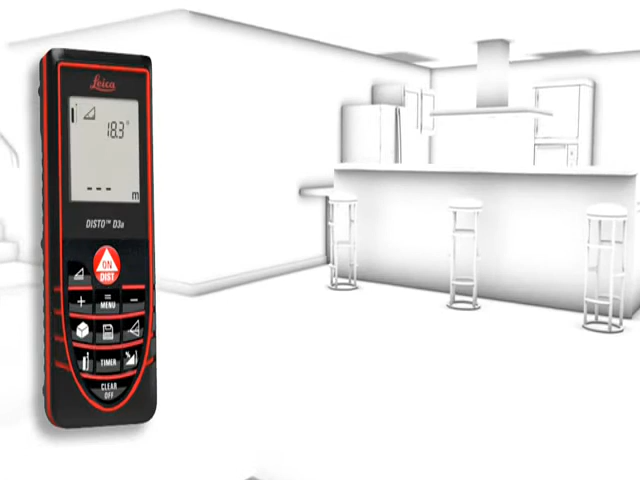 Leica
18.3°
---
m
DISTO™ D3a
ON
DIST
+ = −
MENU
TIMER
CLEAR
OFF